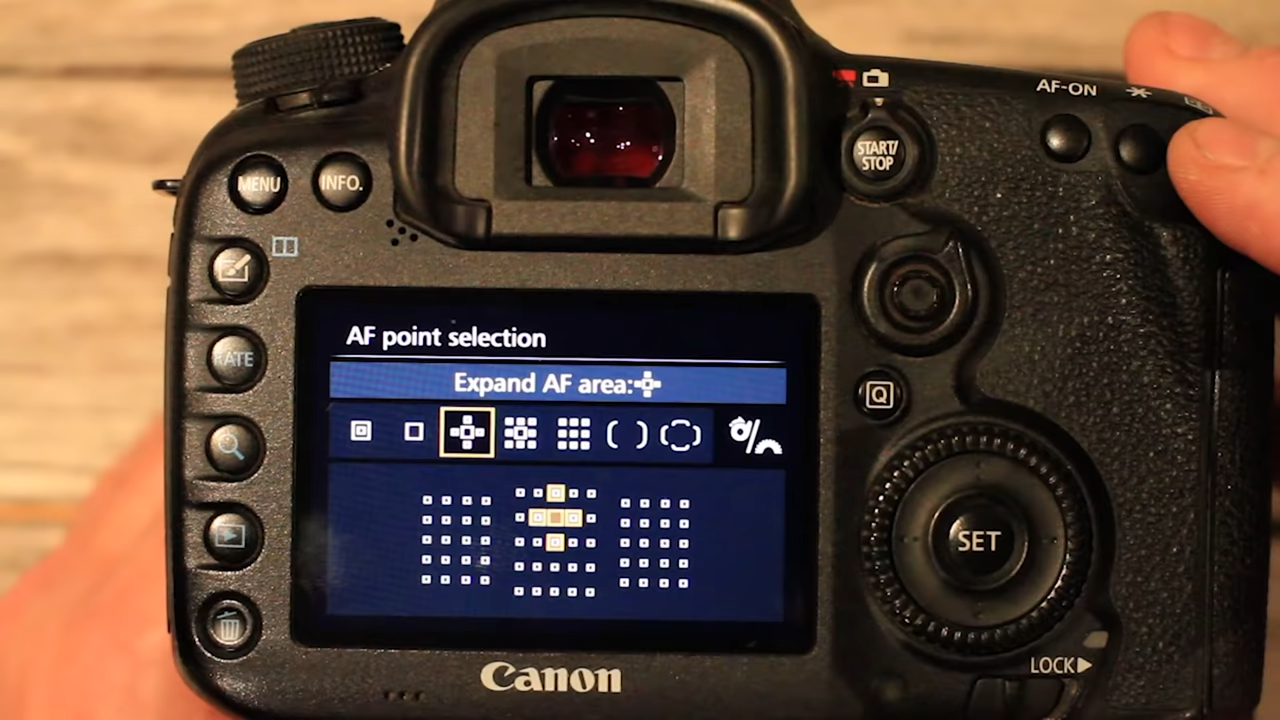 AF-ON
MENU
INFO.
START/
STOP
RATE
AF point selection
Expand AF area:
Q
SET
LOCK
Canon